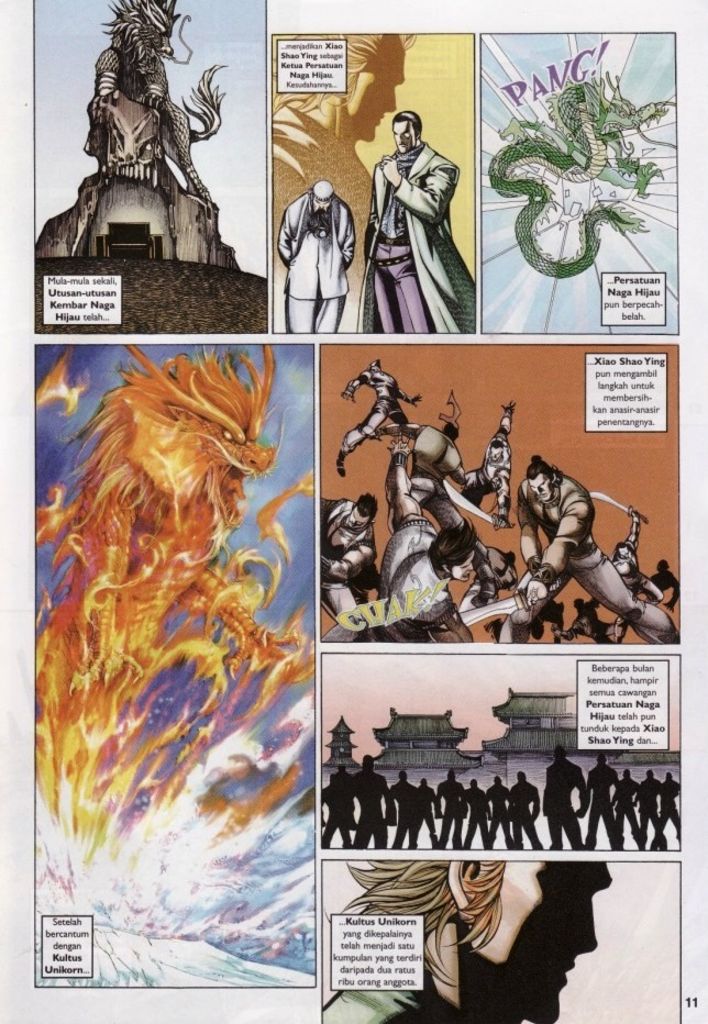 Mula-mula sekali,
Utusan-utusan
Kembar Naga
Hijau telah...
...menjadikan Xiao
Shao Ying sebagai
Ketua Persatuan
Naga Hijau.
Kesudahannya...
PANG!
...Persatuan
Naga Hijau
pun berpecah-
belah.
Setelah
bercantum
dengan
Kultus
Unikorn...
...Xiao Shao Ying
pun mengambil
langkah untuk
membersih-
kan anasir-anasir
penentangnya.
CHAK!
Beberapa bulan
kemudian, hampir
semua cawangan
Persatuan Naga
Hijau telah pun
tunduk kepada Xiao
Shao Ying dan...
...Kultus Unikorn
yang dikepalainya
telah menjadi satu
kumpulan yang terdiri
daripada dua ratus
ribu orang anggota.
11